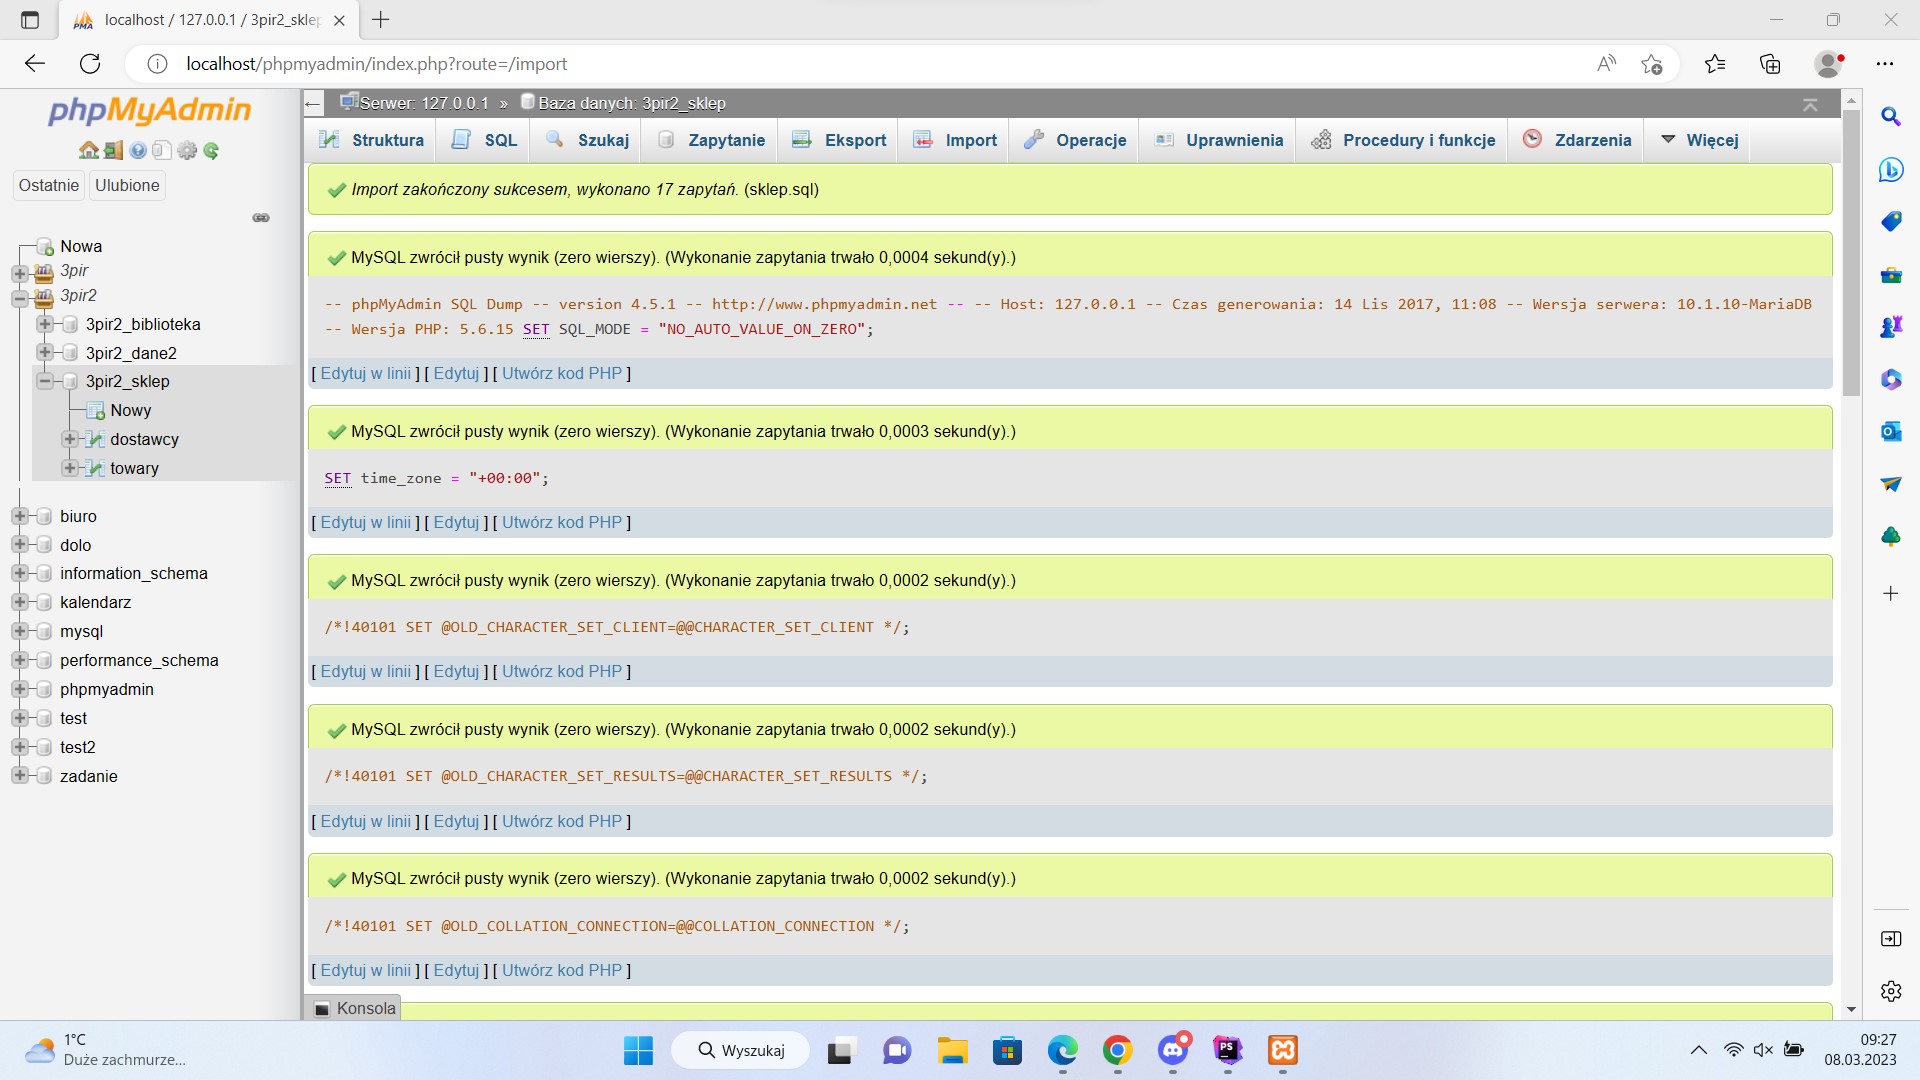 localhost / 127.0.0.1 / 3pir2_sklep
localhost/phpmyadmin/index.php?route=/import
phpMyAdmin
Ostatnie Ulubione
Nowa
3pir
3pir2
3pir2_biblioteka
3pir2_dane2
3pir2_sklep
Nowy
dostawcy
towary
biuro
dolo
information_schema
kalendarz
mysql
performance_schema
phpmyadmin
test
test2
zadanie
Serwer: 127.0.0.1 » Baza danych: 3pir2_sklep
Struktura SQL Szukaj Zapytanie Eksport Import Operacje Uprawnienia Procedury i funkcje Zdarzenia Więcej
Import zakończony sukcesem, wykonano 17 zapytań. (sklep.sql)
MySQL zwrócił pusty wynik (zero wierszy). (Wykonanie zapytania trwało 0,0004 sekund(y).)
-- phpMyAdmin SQL Dump -- version 4.5.1 -- http://www.phpmyadmin.net -- -- Host: 127.0.0.1 -- Czas generowania: 14 Lis 2017, 11:08 -- Wersja serwera: 10.1.10-MariaDB
-- Wersja PHP: 5.6.15 SET SQL_MODE = "NO_AUTO_VALUE_ON_ZERO";
[ Edytuj w linii ] [ Edytuj ] [ Utwórz kod PHP ]
MySQL zwrócił pusty wynik (zero wierszy). (Wykonanie zapytania trwało 0,0003 sekund(y).)
SET time_zone = "+00:00";
[ Edytuj w linii ] [ Edytuj ] [ Utwórz kod PHP ]
MySQL zwrócił pusty wynik (zero wierszy). (Wykonanie zapytania trwało 0,0002 sekund(y).)
/*!40101 SET @OLD_CHARACTER_SET_CLIENT=@@CHARACTER_SET_CLIENT */;
[ Edytuj w linii ] [ Edytuj ] [ Utwórz kod PHP ]
MySQL zwrócił pusty wynik (zero wierszy). (Wykonanie zapytania trwało 0,0002 sekund(y).)
/*!40101 SET @OLD_CHARACTER_SET_RESULTS=@@CHARACTER_SET_RESULTS */;
[ Edytuj w linii ] [ Edytuj ] [ Utwórz kod PHP ]
MySQL zwrócił pusty wynik (zero wierszy). (Wykonanie zapytania trwało 0,0002 sekund(y).)
/*!40101 SET @OLD_COLLATION_CONNECTION=@@COLLATION_CONNECTION */;
[ Edytuj w linii ] [ Edytuj ] [ Utwórz kod PHP ]
Konsola
1°C
Duże zachmurze...
Wyszukaj
PS
09:27
08.03.2023